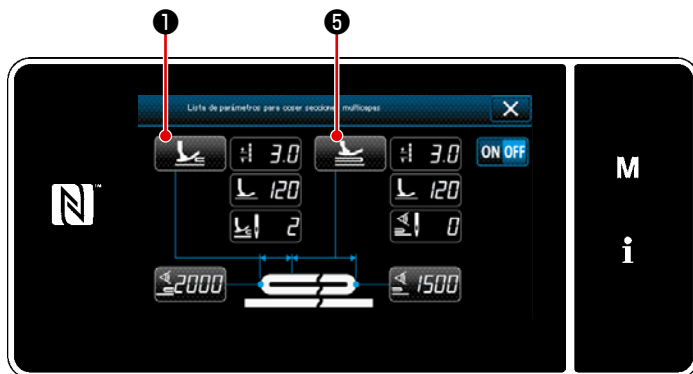 ❶ ❺
Lista de parámetros para coser secciones multicapas
3.0 3.0 ON OFF
120 120
2 0
2000 1500
N™
M
i